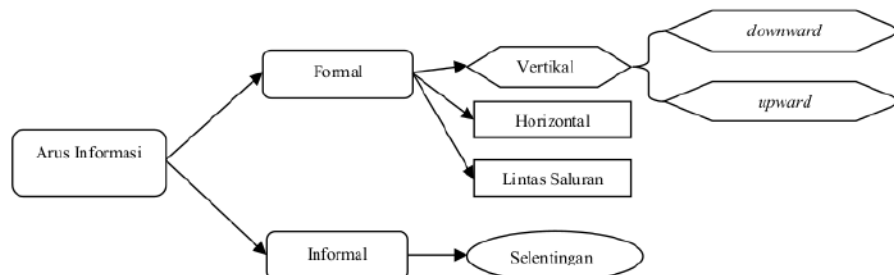 downward
Formal
Vertikal
upward
Horizontal
Arus Informasi
Lintas Saluran
Informal
Selentingan